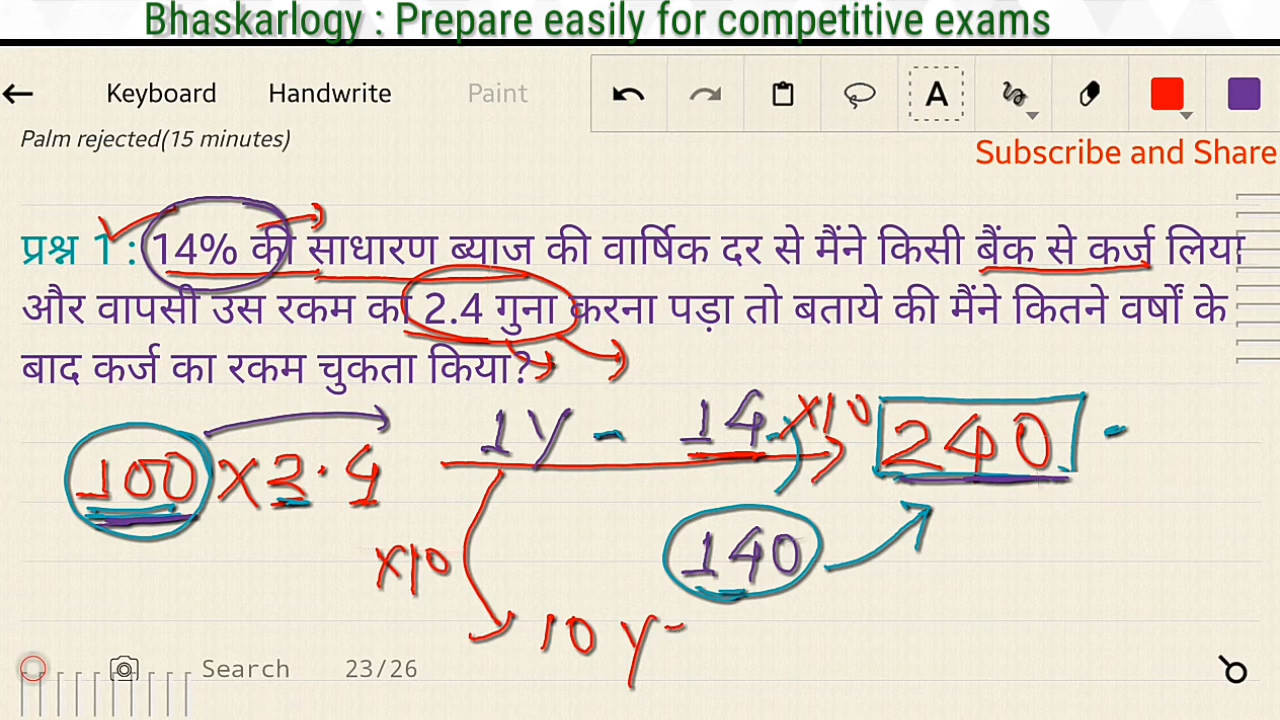 Bhaskarlogy : Prepare easily for competitive exams
Keyboard Handwrite Paint A
Palm rejected(15 minutes)
Subscribe and Share
प्रश्न 1 : 14% की साधारण ब्याज की वार्षिक दर से मैंने किसी बैंक से कर्ज लिया
और वापसी उस रकम का 2.4 गुना करना पड़ा तो बताये की मैंने कितने वर्षों के
बाद कर्ज का रकम चुकता किया?
1y - 14 x10 240 -
100 x 2.4
x10 140
10 y -
Search 23/26